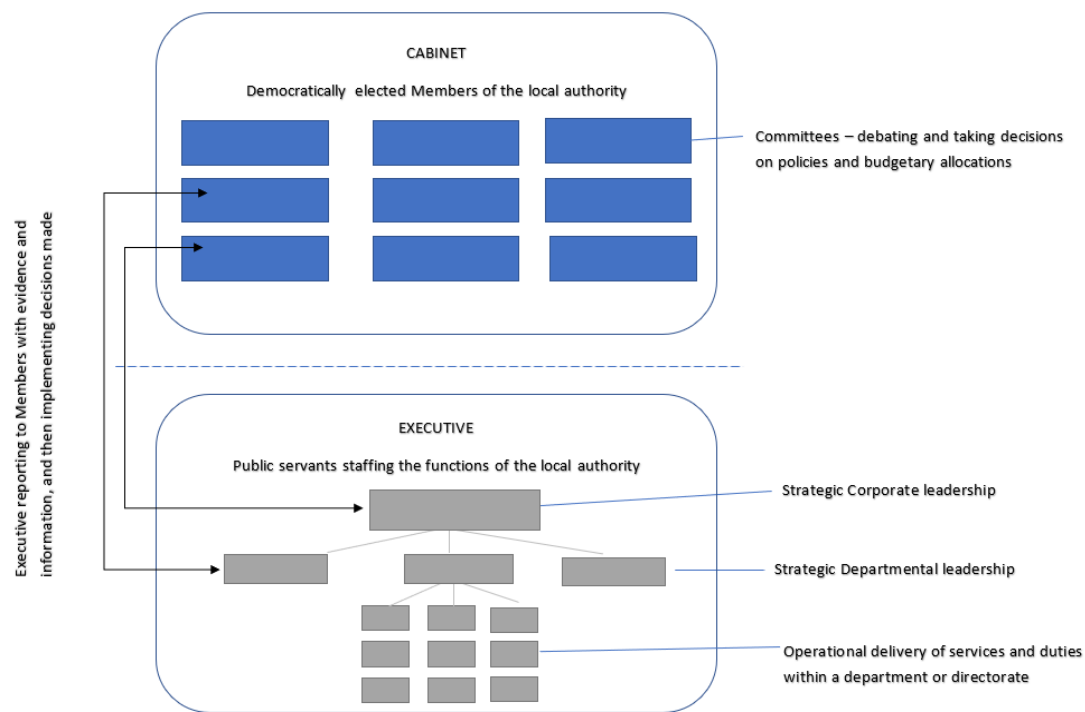 CABINET
Democratically elected Members of the local authority
Committees – debating and taking decisions
on policies and budgetary allocations
Executive reporting to Members with evidence and
information, and then implementing decisions made
EXECUTIVE
Public servants staffing the functions of the local authority
Strategic Corporate leadership
Strategic Departmental leadership
Operational delivery of services and duties
within a department or directorate